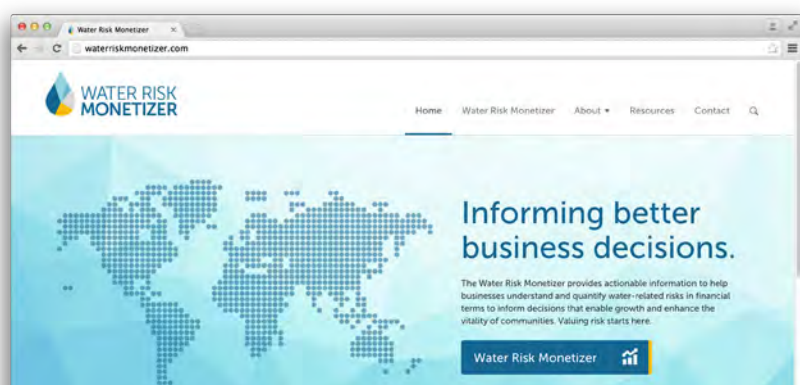 Water Risk Monetizer
waterriskmonetizer.com
WATER RISK
MONETIZER
Home Water Risk Monetizer About Resources Contact
Informing better
business decisions.
The Water Risk Monetizer provides actionable information to help
businesses understand and quantify water-related risks in financial
terms to inform decisions that enable growth and enhance the
vitality of communities. Valuing risk starts here.
Water Risk Monetizer